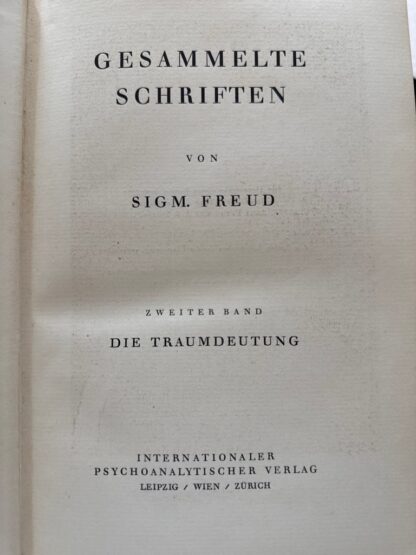 GESAMMELTE
SCHRIFTEN
VON
SIGM. FREUD
ZWEITER BAND
DIE TRAUMDEUTUNG
INTERNATIONALER
PSYCHOANALYTISCHER VERLAG
LEIPZIG / WIEN / ZÜRICH